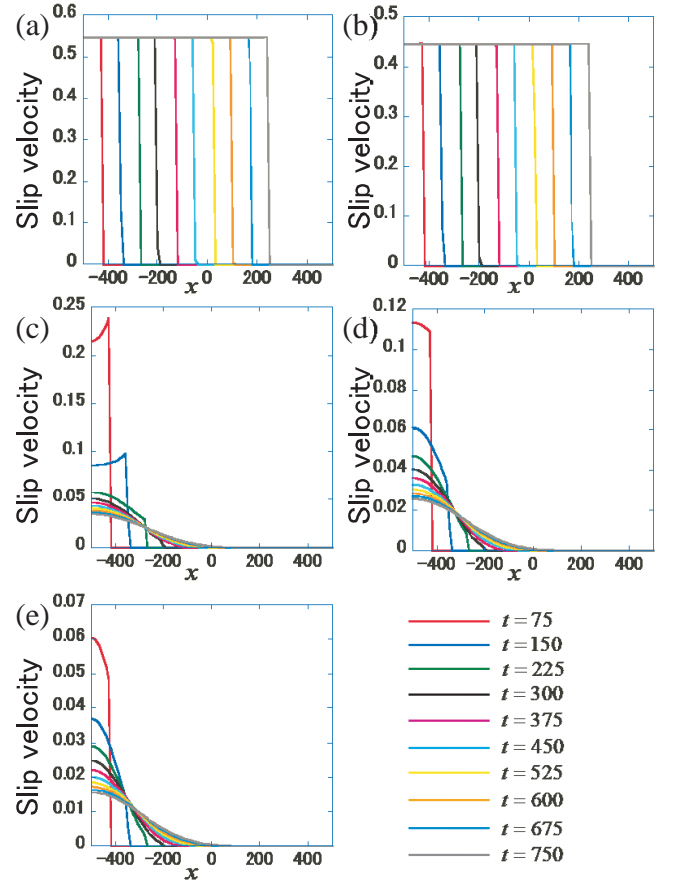 (a)
Slip velocity
0.6
0.5
0.4
0.3
0.2
0.1
0
−400 −200 0 200 400
x
(b)
Slip velocity
0.5
0.4
0.3
0.2
0.1
0
−400 −200 0 200 400
x
(c)
Slip velocity
0.25
0.2
0.15
0.1
0.05
0
−400 −200 0 200 400
x
(d)
Slip velocity
0.12
0.1
0.08
0.06
0.04
0.02
0
−400 −200 0 200 400
x
(e)
Slip velocity
0.07
0.06
0.05
0.04
0.03
0.02
0.01
0
−400 −200 0 200 400
x
t = 75
t = 150
t = 225
t = 300
t = 375
t = 450
t = 525
t = 600
t = 675
t = 750